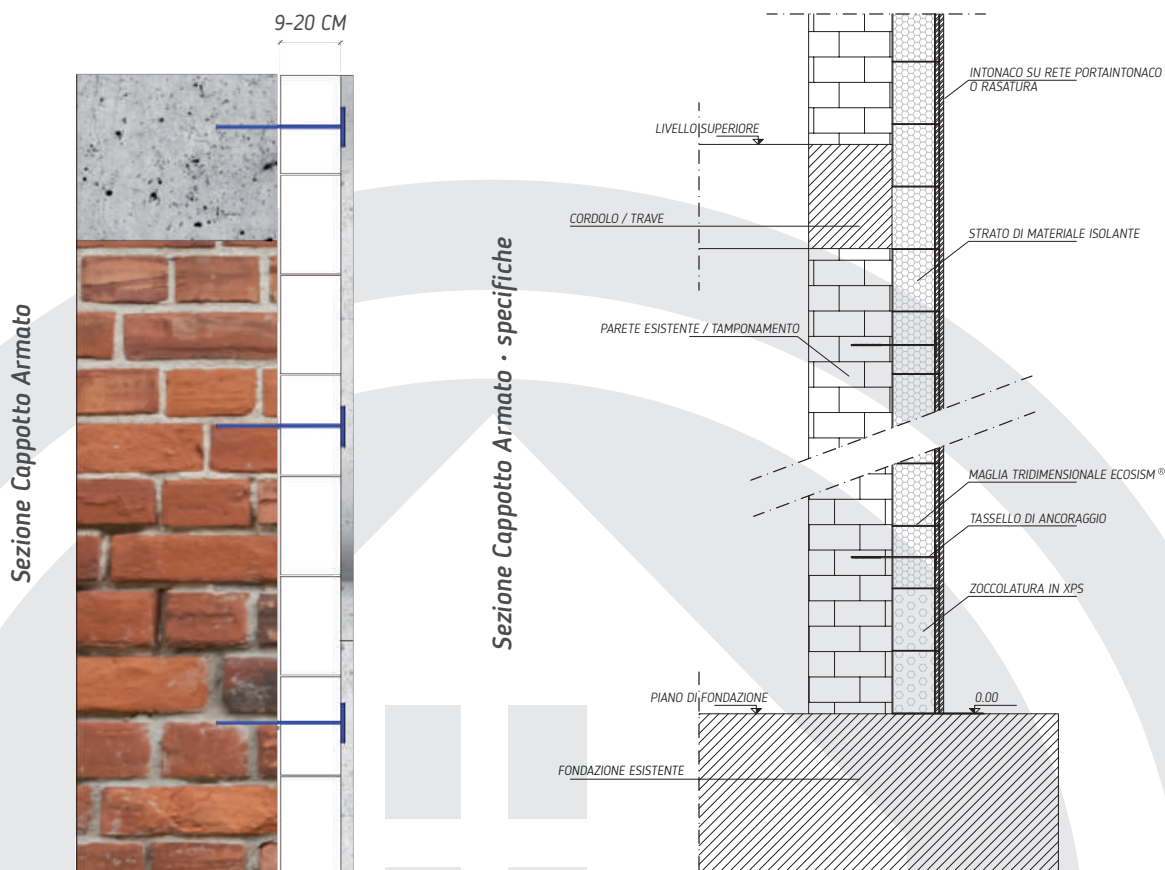 9-20 CM
Sezione Cappotto Armato
Sezione Cappotto Armato • specifiche
INTONACO SU RETE PORTAINTONACO
O RASATURA
LIVELLO SUPERIORE
CORDOLO / TRAVE
STRATO DI MATERIALE ISOLANTE
PARETE ESISTENTE / TAMPONAMENTO
MAGLIA TRIDIMENSIONALE ECOSISM ®
TASSELLO DI ANCORAGGIO
ZOCCOLATURA IN XPS
PIANO DI FONDAZIONE
0.00
FONDAZIONE ESISTENTE